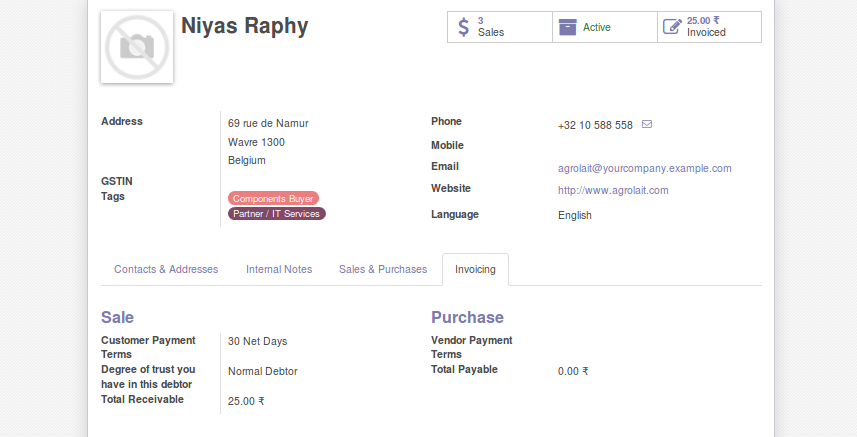 Niyas Raphy
3
Sales
Active
25.00 ₹
Invoiced
Address
69 rue de Namur
Wavre 1300
Belgium
GSTIN
Tags
Components Buyer
Partner / IT Services
Phone
+32 10 588 558
Mobile
Email
agrolait@yourcompany.example.com
Website
http://www.agrolait.com
Language
English
Contacts & Addresses
Internal Notes
Sales & Purchases
Invoicing
Sale
Customer Payment
Terms
30 Net Days
Degree of trust you
have in this debtor
Normal Debtor
Total Receivable
25.00 ₹
Purchase
Vendor Payment
Terms
Total Payable
0.00 ₹